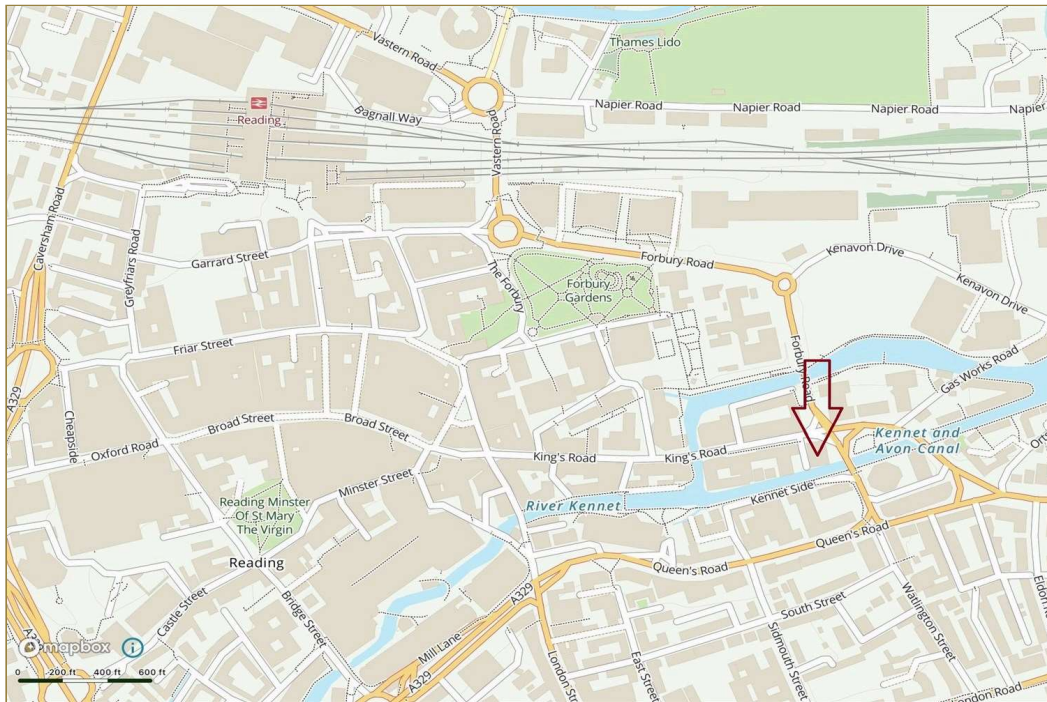 Thames Lido
Vastern Road
Napier Road
Napier Road
Napier Road
Napier
Reading
Bagnall Way
Vastern Road
Caversham Road
Greyfriars Road
Garrard Street
The Forbury
Forbury
Gardens
Forbury Road
Kenavon Drive
Kenavon Drive
Friar Street
Forbury Road
Gas Works Road
A329
Cheapside
Oxford Road
Broad Street
Broad Street
King's Road
King's Road
Kennet and
Avon Canal
Minster Street
River Kennet
Kennet Side
Reading Minster
Of St Mary
The Virgin
Reading
Queen's Road
Queen's Road
Castle Street
Bridge Street
A329
South Street
Watlington Street
Sidmouth Street
Mill Lane
A329
London St
East Street
London Road
mapbox
i
0 200 ft 400 ft 600 ft